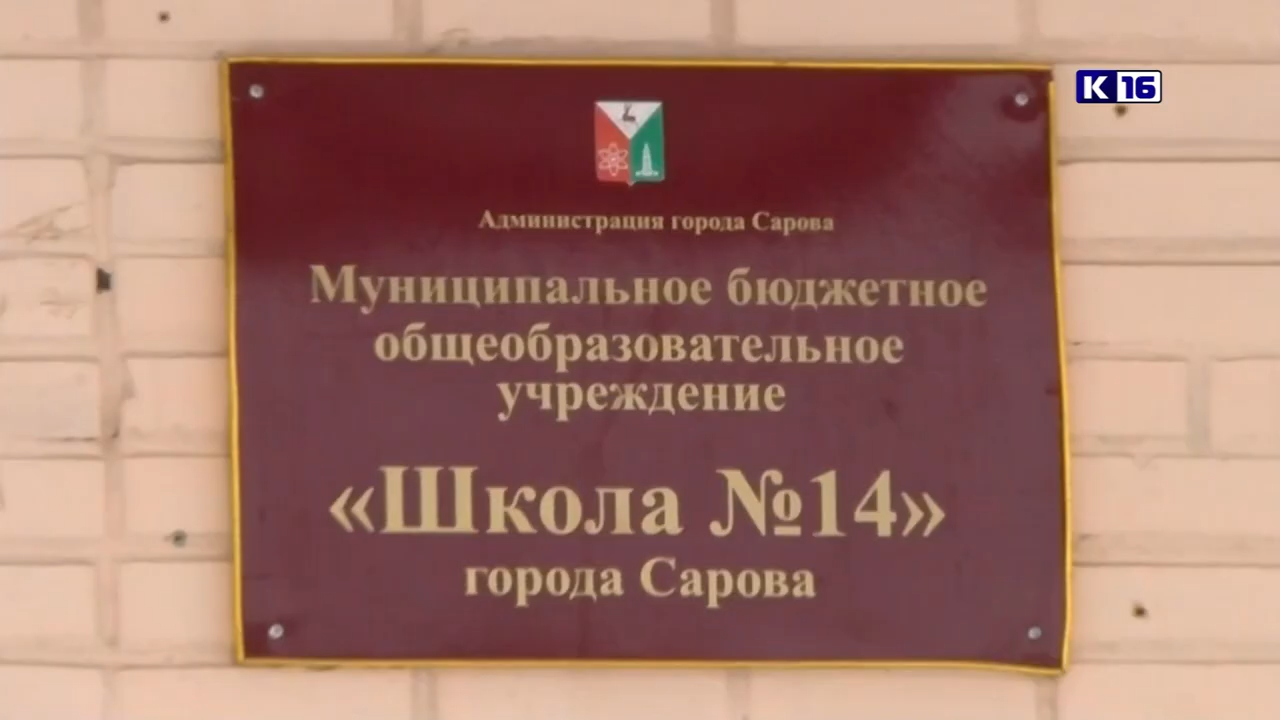 К 16
Администрация города Сарова
Муниципальное бюджетное
общеобразовательное
учреждение
«Школа №14»
города Сарова